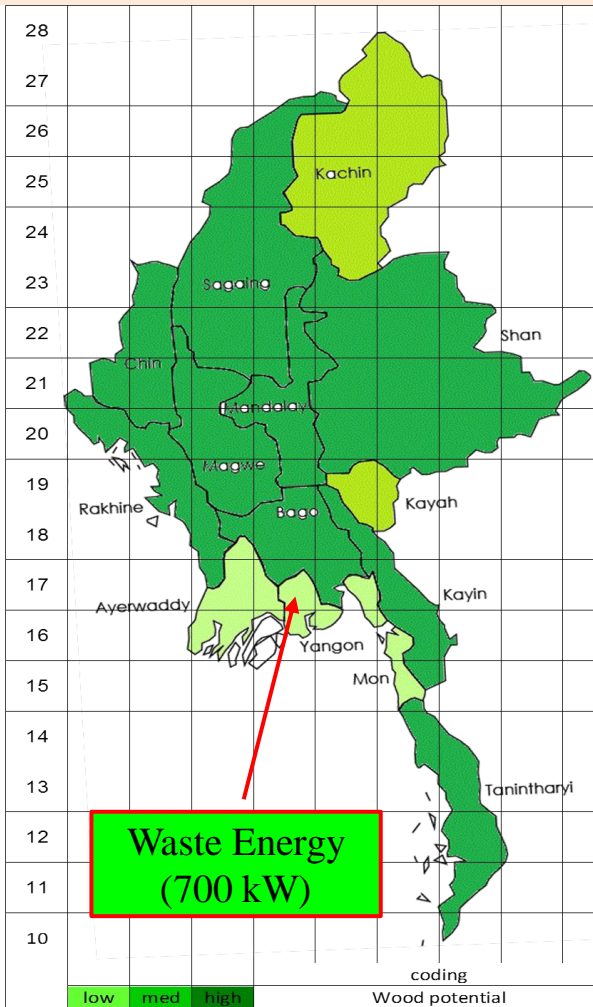 28
27
26
Kachin
25
24
23
Sagaing
22
Shan
Chin
21
Mandalay
20
Magwe
19
Kayah
Rakhine
Bago
18
17
Kayin
Ayerwaddy
16
Yangon
Mon
15
14
13
Tanintharyi
Waste Energy
(700 kW)
12
11
10
coding
low med high Wood potential